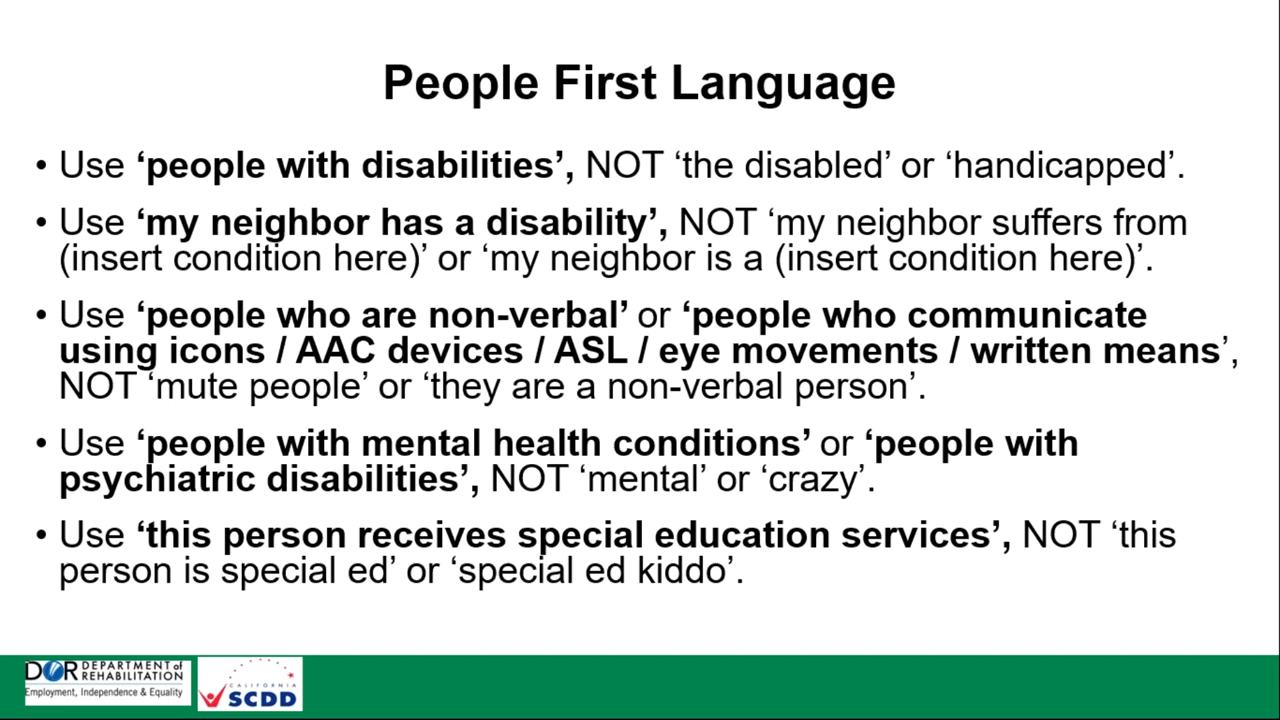 People First Language
• Use ‘people with disabilities’, NOT ‘the disabled’ or ‘handicapped’.
• Use ‘my neighbor has a disability’, NOT ‘my neighbor suffers from
(insert condition here)’ or ‘my neighbor is a (insert condition here)’.
• Use ‘people who are non-verbal’ or ‘people who communicate
using icons / AAC devices / ASL / eye movements / written means’,
NOT ‘mute people’ or ‘they are a non-verbal person’.
• Use ‘people with mental health conditions’ or ‘people with
psychiatric disabilities’, NOT ‘mental’ or ‘crazy’.
• Use ‘this person receives special education services’, NOT ‘this
person is special ed’ or ‘special ed kiddo’.
DOR DEPARTMENT of
REHABILITATION
Employment, Independence & Equality
CALIFORNIA
SCDD